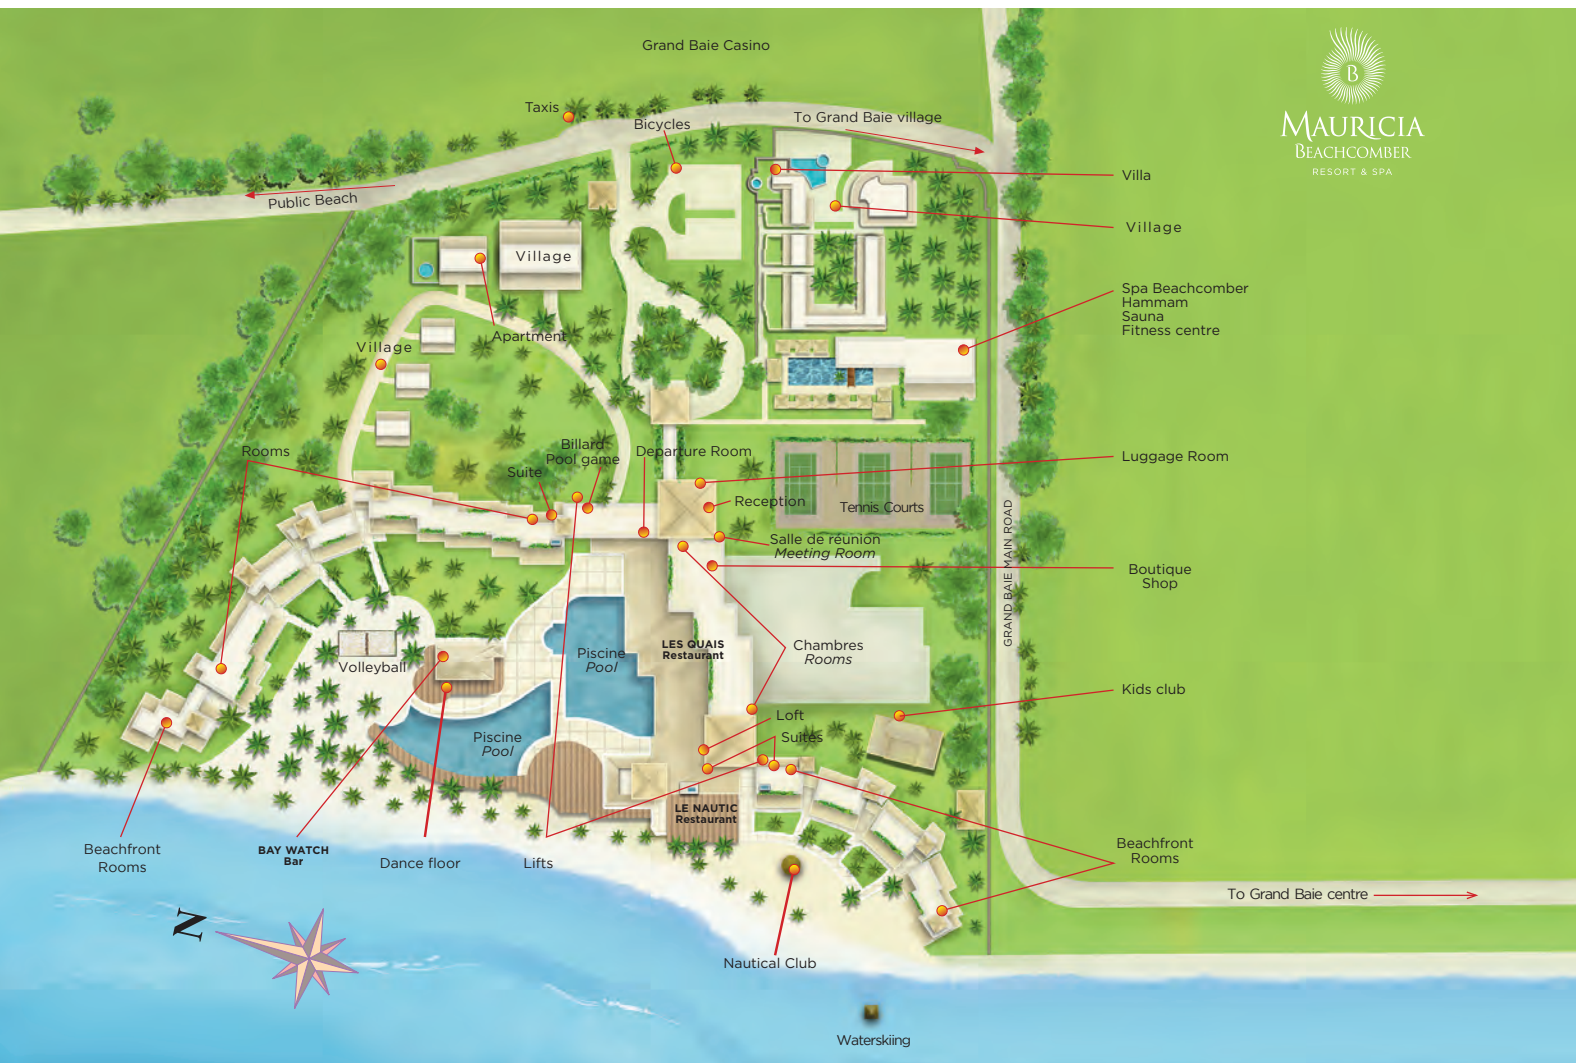 Grand Baie Casino
B
MAURICIA
BEACHCOMBER
RESORT & SPA
Taxis
Bicycles
To Grand Baie village
Public Beach
Villa
Village
Village
Spa Beachcomber
Hammam
Sauna
Fitness centre
Apartment
Village
Rooms
Billard
Pool game
Suite
Departure Room
Luggage Room
Reception
Tennis Courts
GRAND BAIE MAIN ROAD
Salle de réunion
Meeting Room
Boutique
Shop
Volleyball
Piscine
Pool
LES QUAIS
Restaurant
Chambres
Rooms
Kids club
Loft
Suites
Piscine
Pool
LE NAUTIC
Restaurant
Beachfront
Rooms
BAY WATCH
Bar
Dance floor
Lifts
Beachfront
Rooms
To Grand Baie centre
N
Nautical Club
Waterskiing